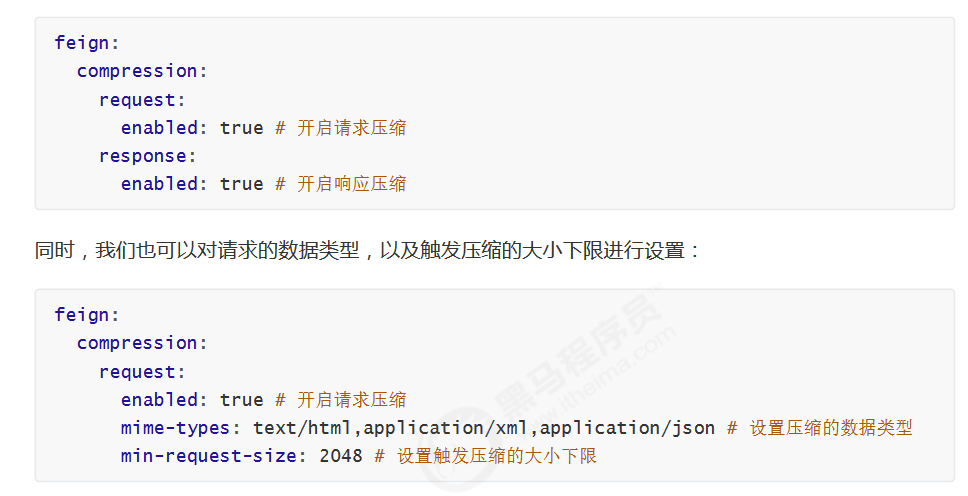 feign:
compression:
request:
enabled: true # 开启请求压缩
response:
enabled: true # 开启响应压缩
同时，我们也可以对请求的数据类型，以及触发压缩的大小下限进行设置：
feign:
compression:
request:
enabled: true # 开启请求压缩
mime-types: text/html,application/xml,application/json # 设置压缩的数据类型
min-request-size: 2048 # 设置触发压缩的大小下限
黑马程序员™
www.itheima.com